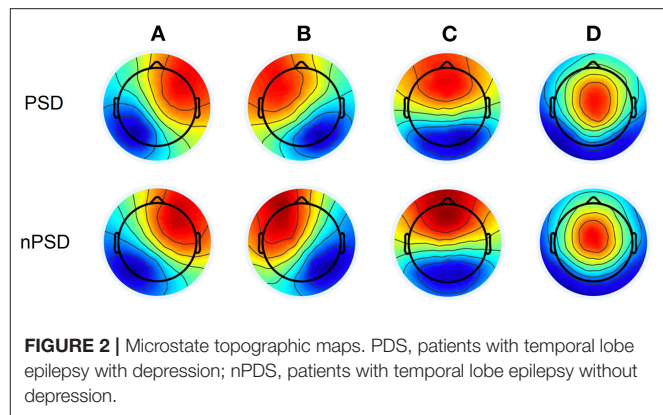 A B C D
PSD
nPSD
FIGURE 2 | Microstate topographic maps. PDS, patients with temporal lobe
epilepsy with depression; nPDS, patients with temporal lobe epilepsy without
depression.